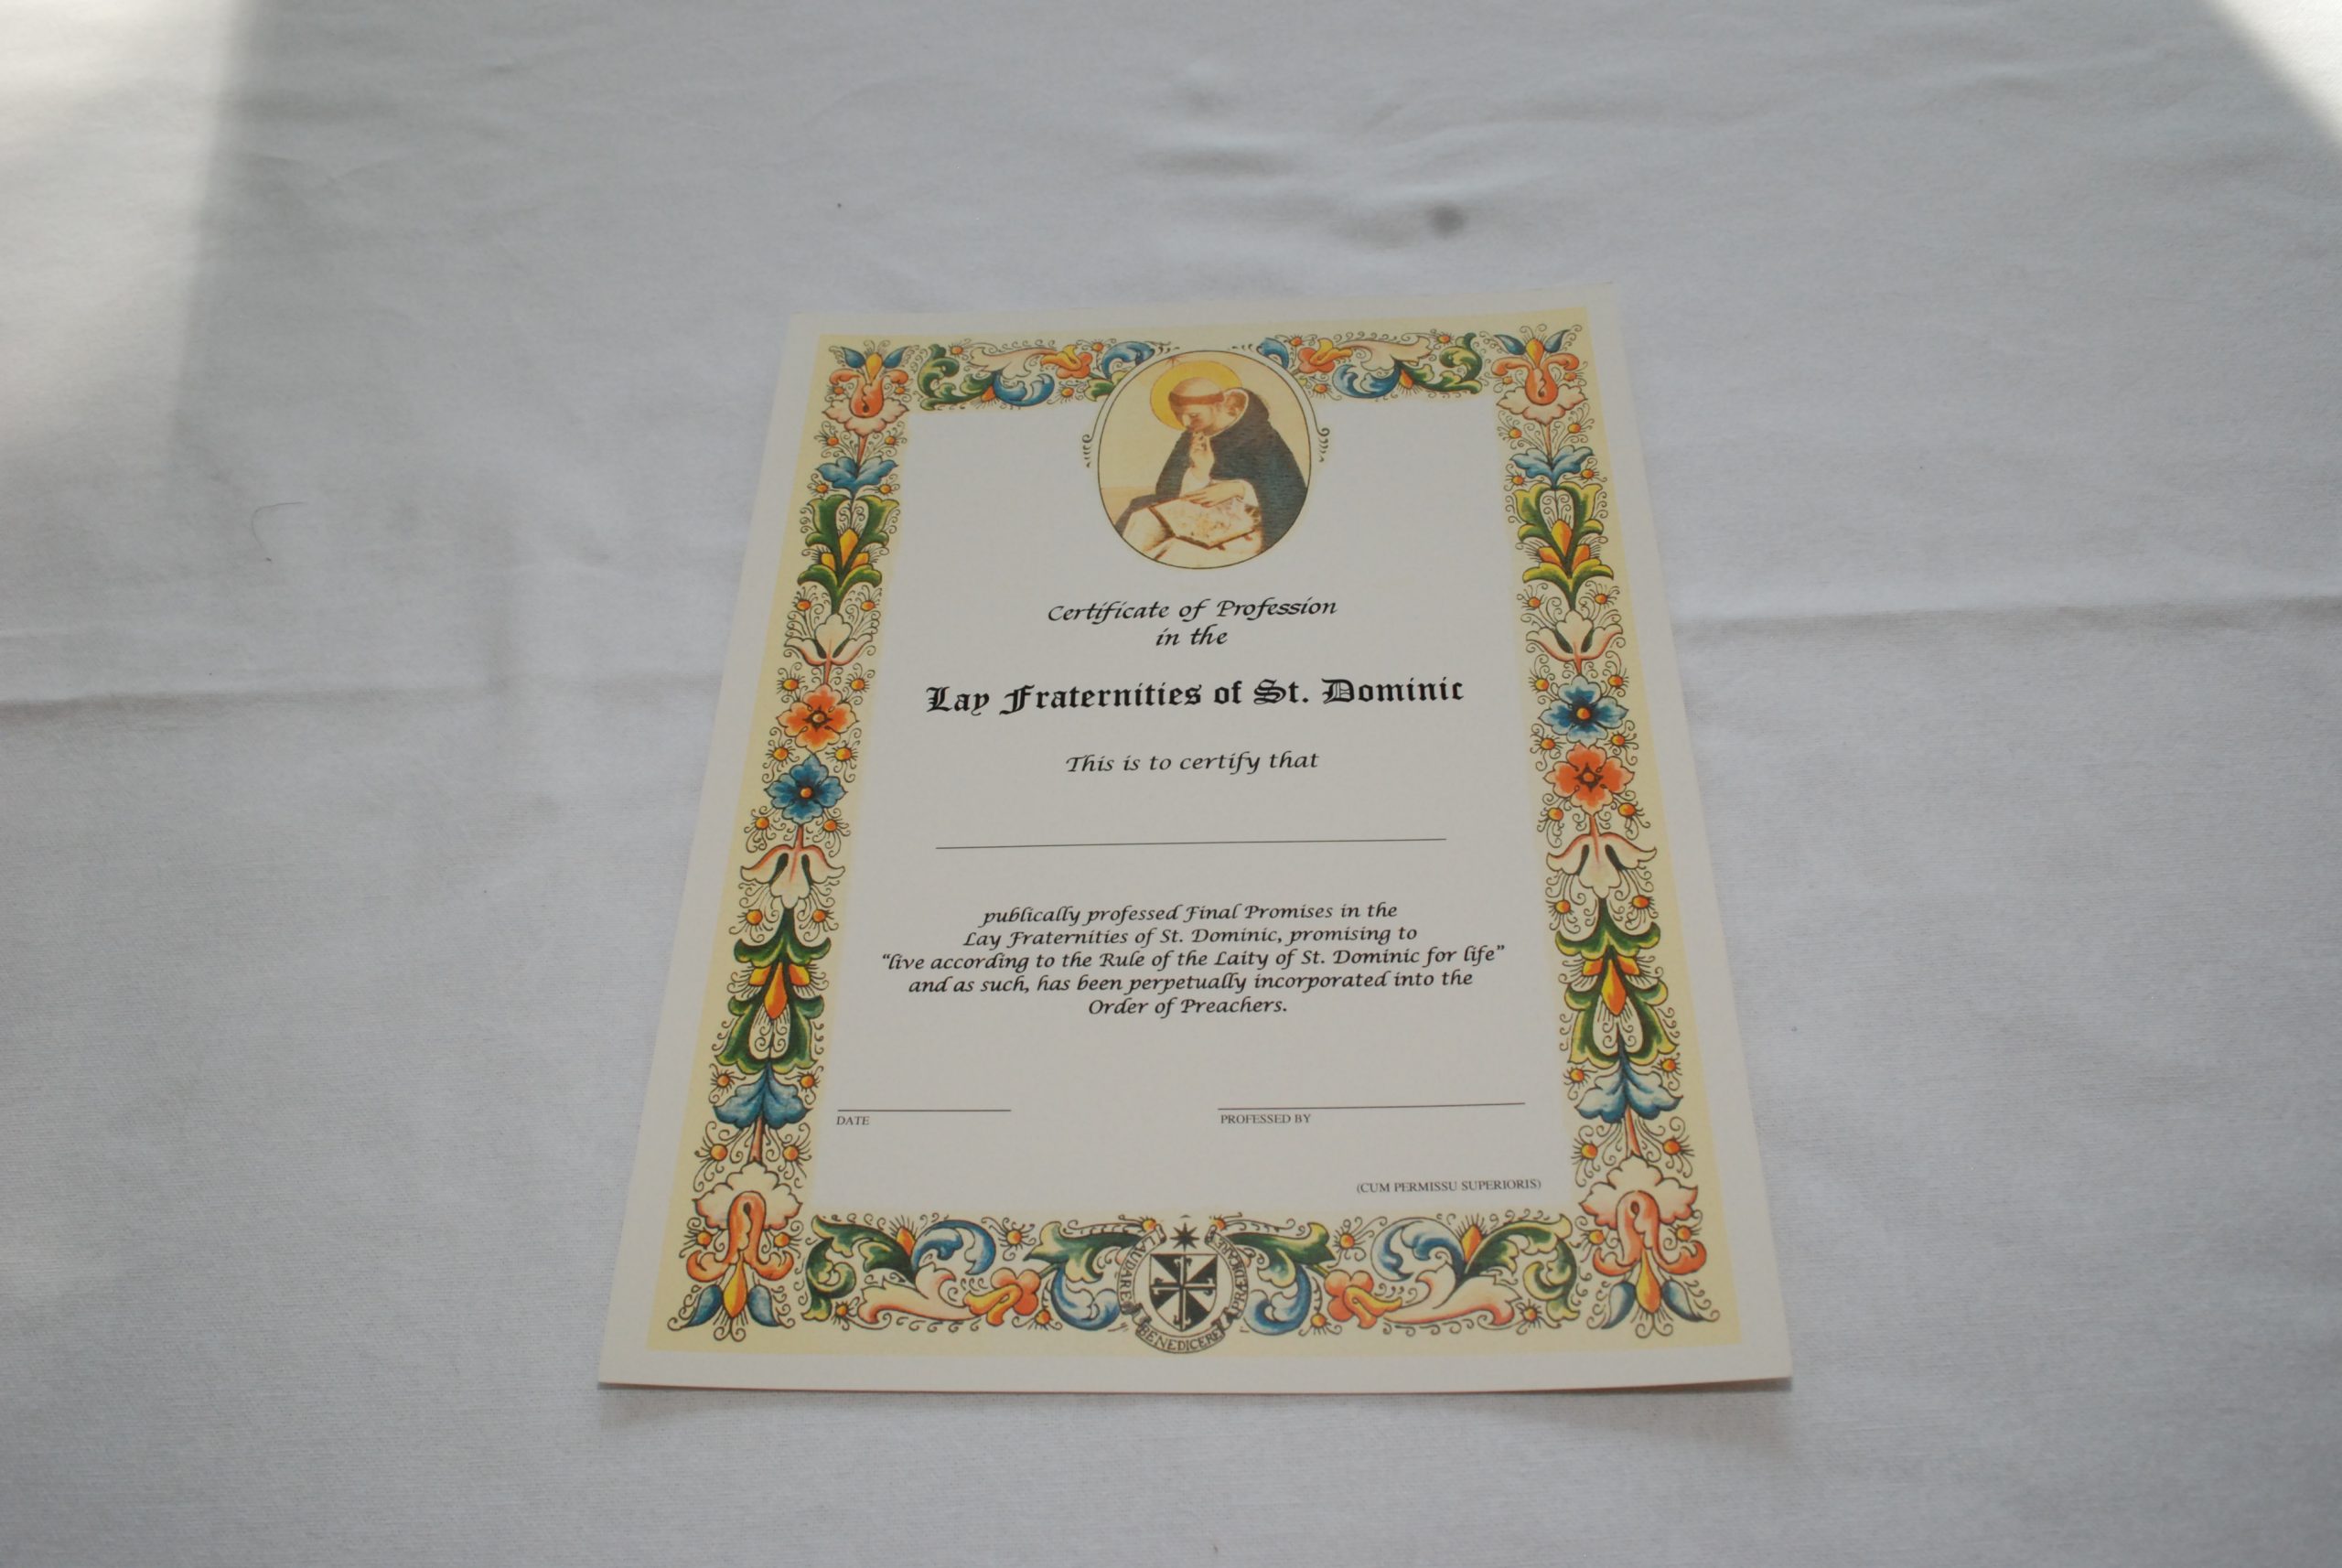 Certificate of Profession
in the
Lay Fraternities of St. Dominic
This is to certify that
publically professed Final Promises in the
Lay Fraternities of St. Dominic, promising to
“live according to the Rule of the Laity of St. Dominic for life”
and as such, has been perpetually incorporated into the
Order of Preachers.
DATE
PROFESSED BY
(CUM PERMISSU SUPERIORIS)
LAUDARE
BENEDICERE
PRÆDICARE